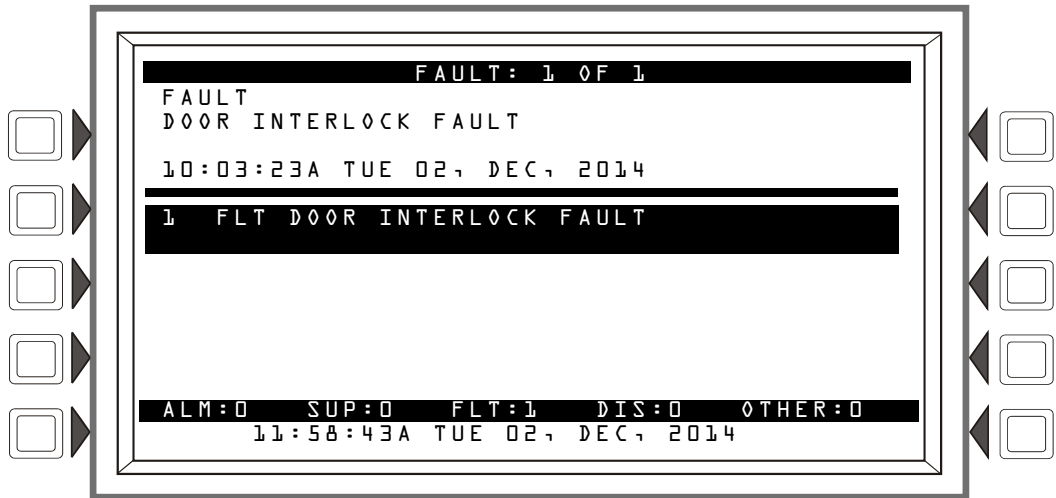 FAULT: 1 OF 1
FAULT
DOOR INTERLOCK FAULT
10:03:23A TUE 02, DEC, 2014
1 FLT DOOR INTERLOCK FAULT
ALM:0 SUP:0 FLT:1 DIS:0 OTHER:0
11:58:43A TUE 02, DEC, 2014